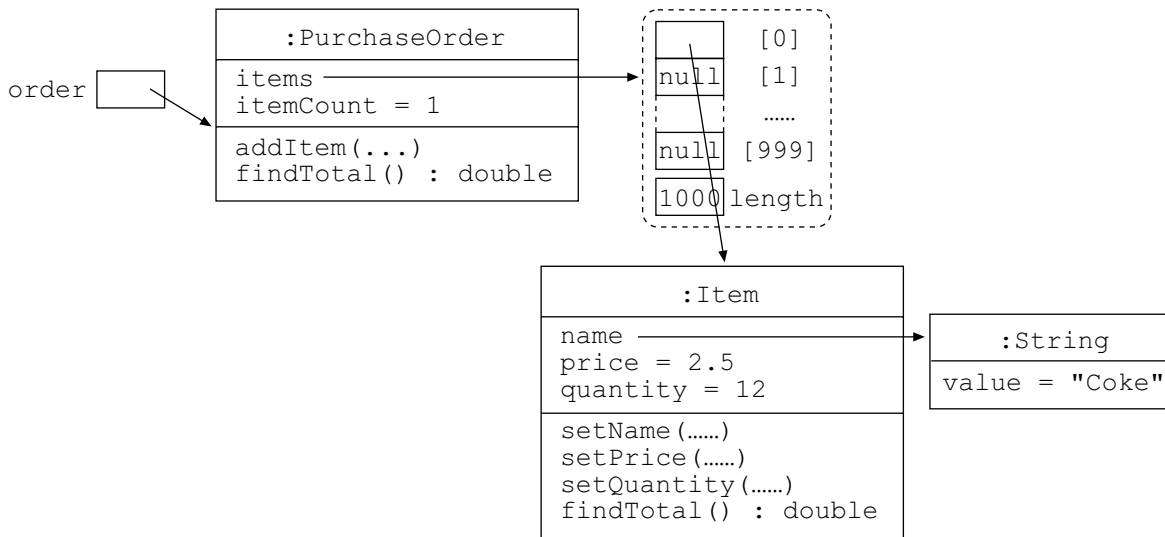 order
:PurchaseOrder
items
itemCount = 1
addItem(...)
findTotal() : double
[0]
null [1]
……
null [999]
1000 length
:Item
name
price = 2.5
quantity = 12
setName(……)
setPrice(……)
setQuantity(……)
findTotal() : double
:String
value = "Coke"